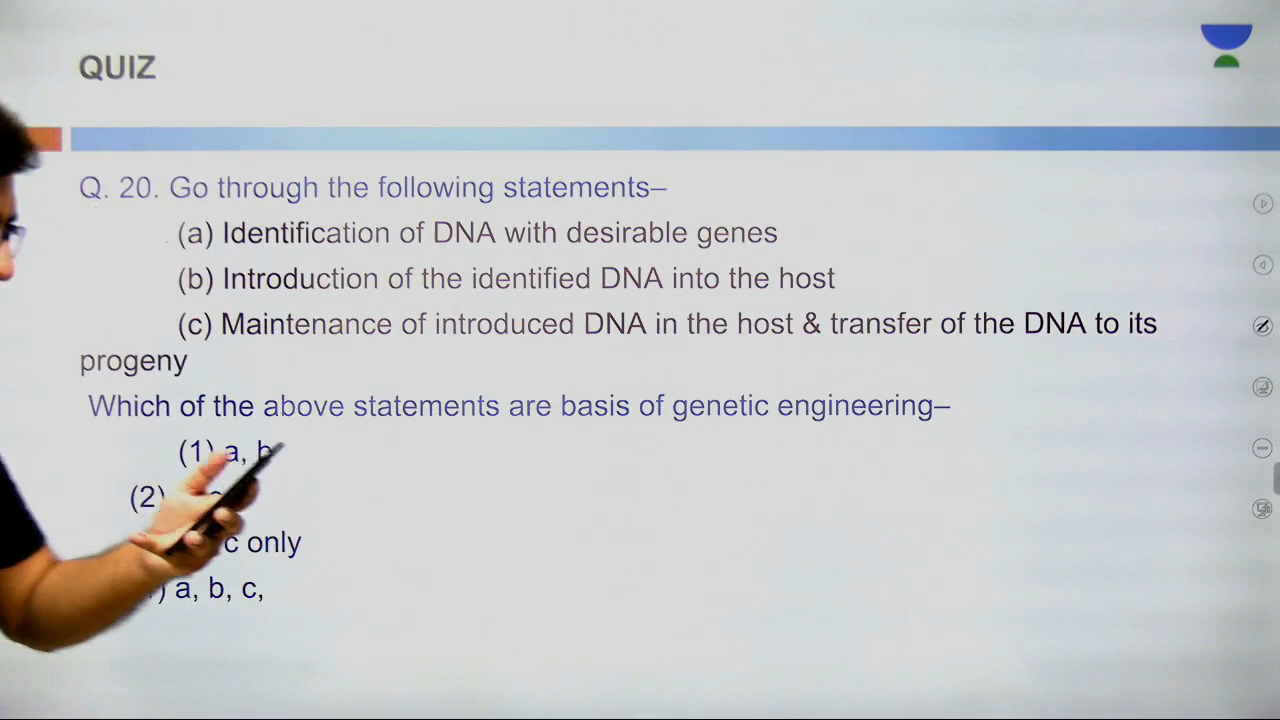 QUIZ
Q. 20. Go through the following statements–
(a) Identification of DNA with desirable genes
(b) Introduction of the identified DNA into the host
(c) Maintenance of introduced DNA in the host & transfer of the DNA to its
progeny
Which of the above statements are basis of genetic engineering–
(1) a, b
(2)
c only
) a, b, c,